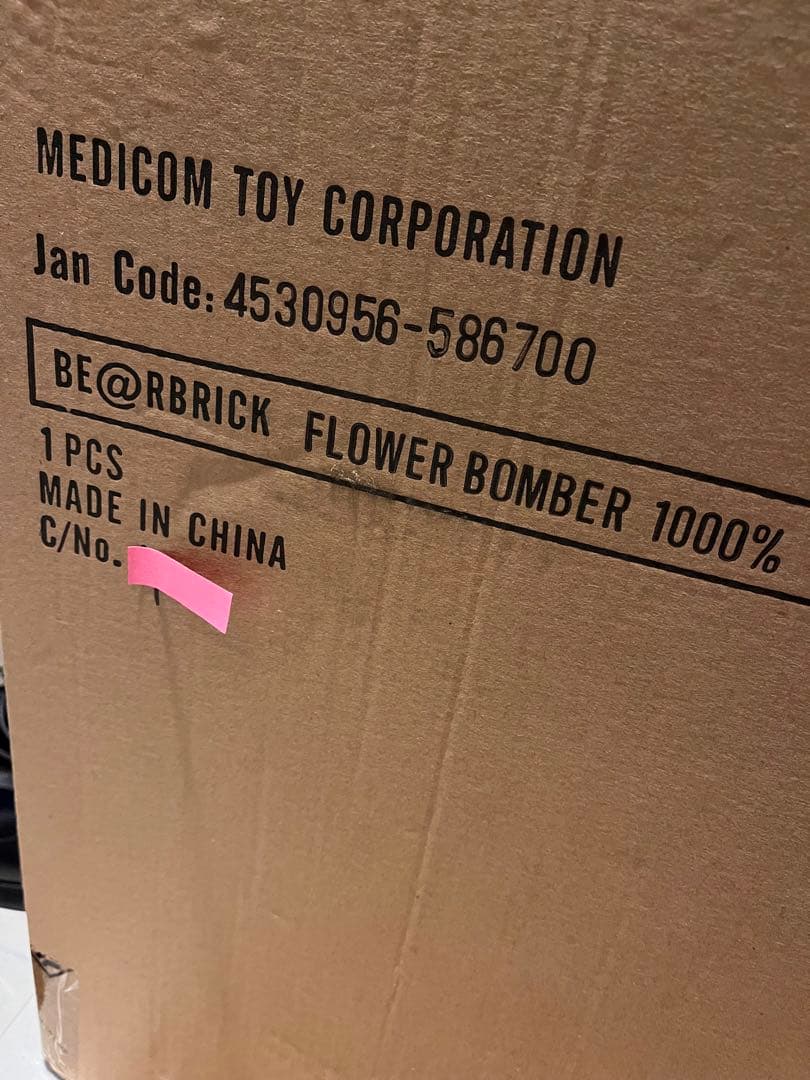 MEDICOM TOY CORPORATION
Jan Code: 4530956-586700
BE@RBRICK FLOWER BOMBER 1000%
1 PCS
MADE IN CHINA
C/No.